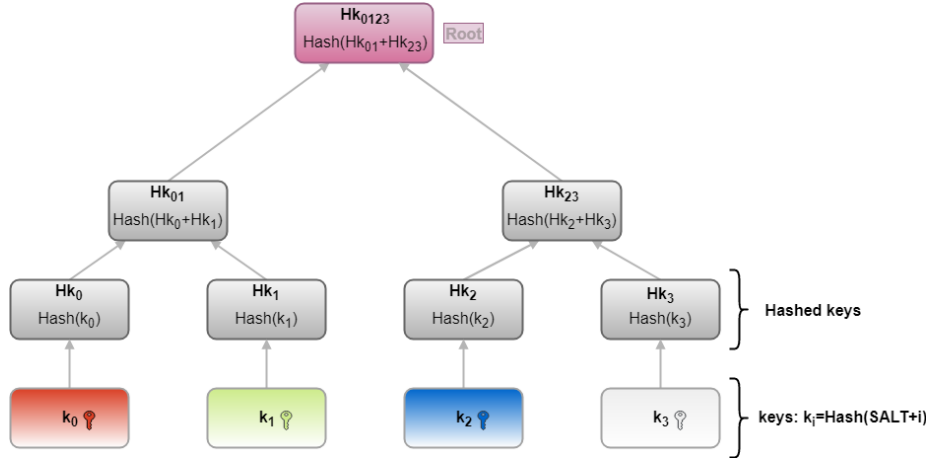 Hk₀₁₂₃
Hash(Hk₀₁+Hk₂₃)
Root
Hk₀₁
Hash(Hk₀+Hk₁)
Hk₂₃
Hash(Hk₂+Hk₃)
Hk₀
Hash(k₀)
Hk₁
Hash(k₁)
Hk₂
Hash(k₂)
Hk₃
Hash(k₃)
Hashed keys
k₀
k₁
k₂
k₃
keys: kᵢ=Hash(SALT+i)